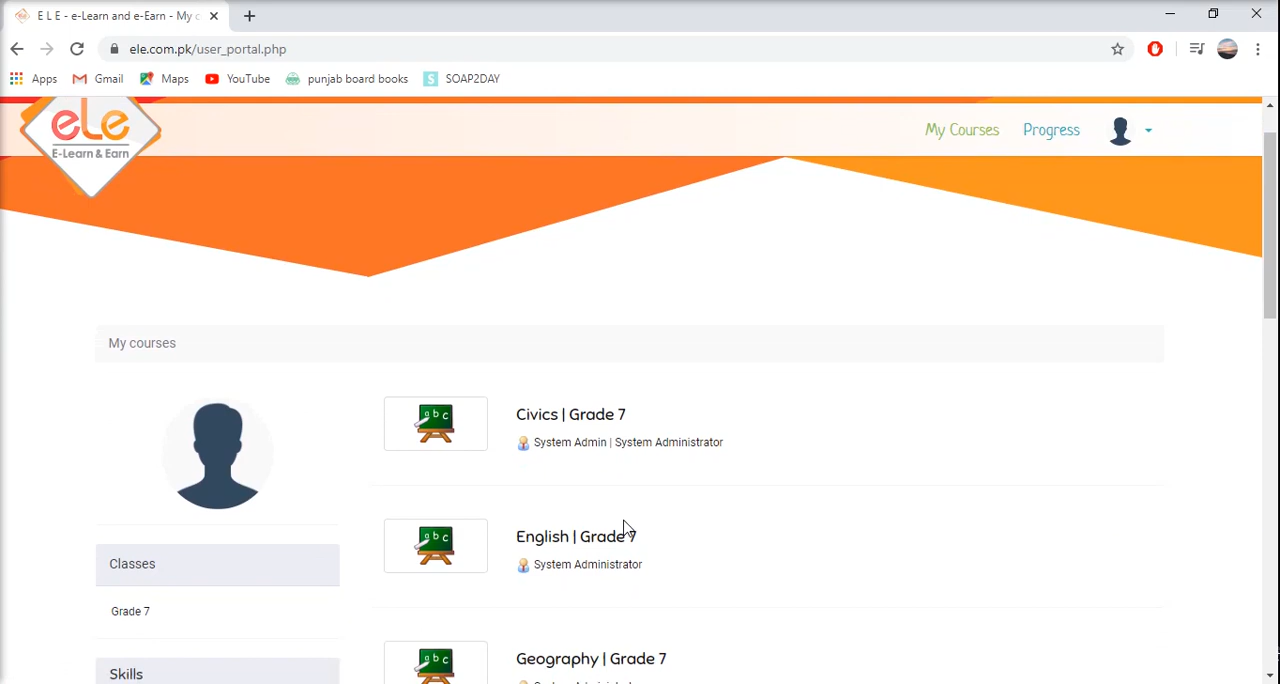 E L E - e-Learn and e-Earn - My c
ele.com.pk/user_portal.php
Apps Gmail Maps YouTube punjab board books S SOAP2DAY
eLe
E-Learn & Earn
My Courses Progress
My courses
abc
Civics | Grade 7
System Admin | System Administrator
abc
English | Grade 7
System Administrator
Classes
Grade 7
abc
Geography | Grade 7
Skills